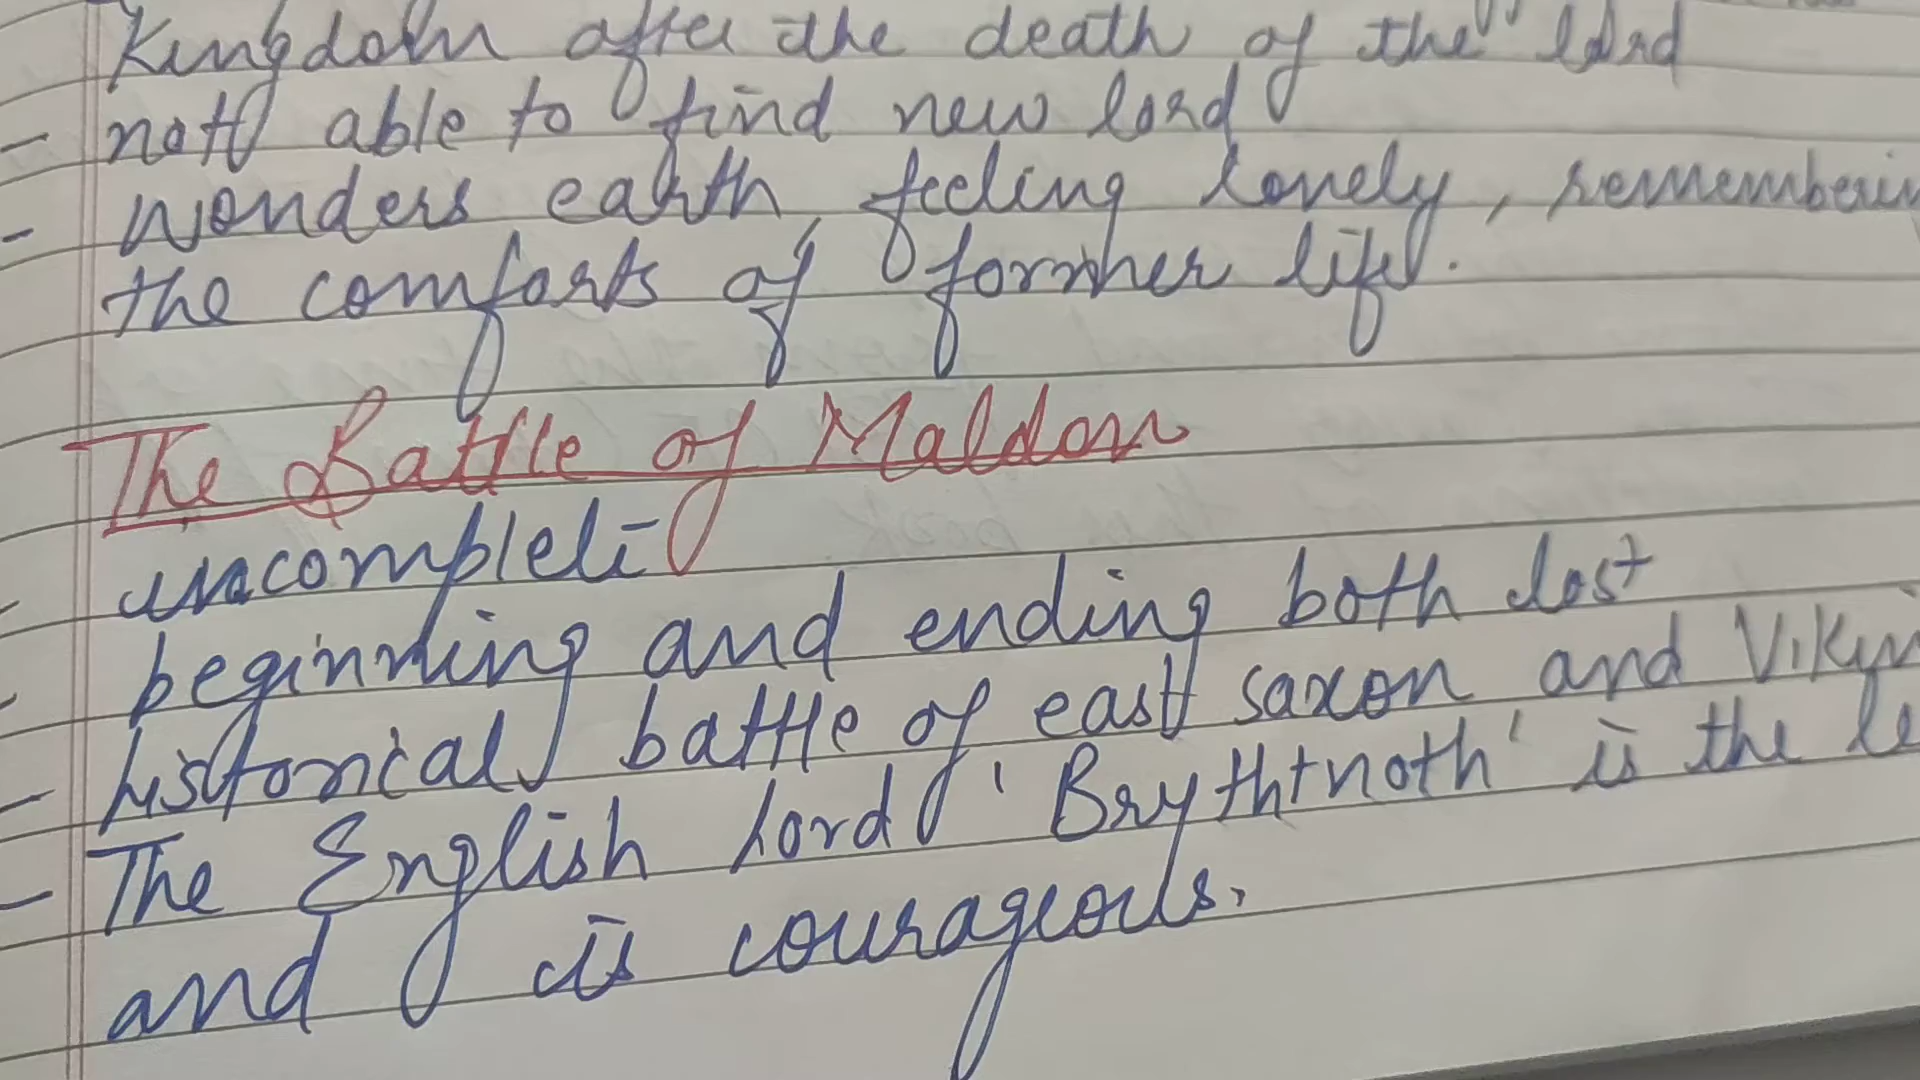 Kingdom after the death of the lord
- not able to find new lord
- wonders earth, feeling lonely, rememberin
the comforts of former life.
The Battle of Maldon
- uncomplete
- beginning and ending both lost
- historical battle of east saxon and Vikin
- The English lord 'Brythtnoth' is the le
and is courageous.